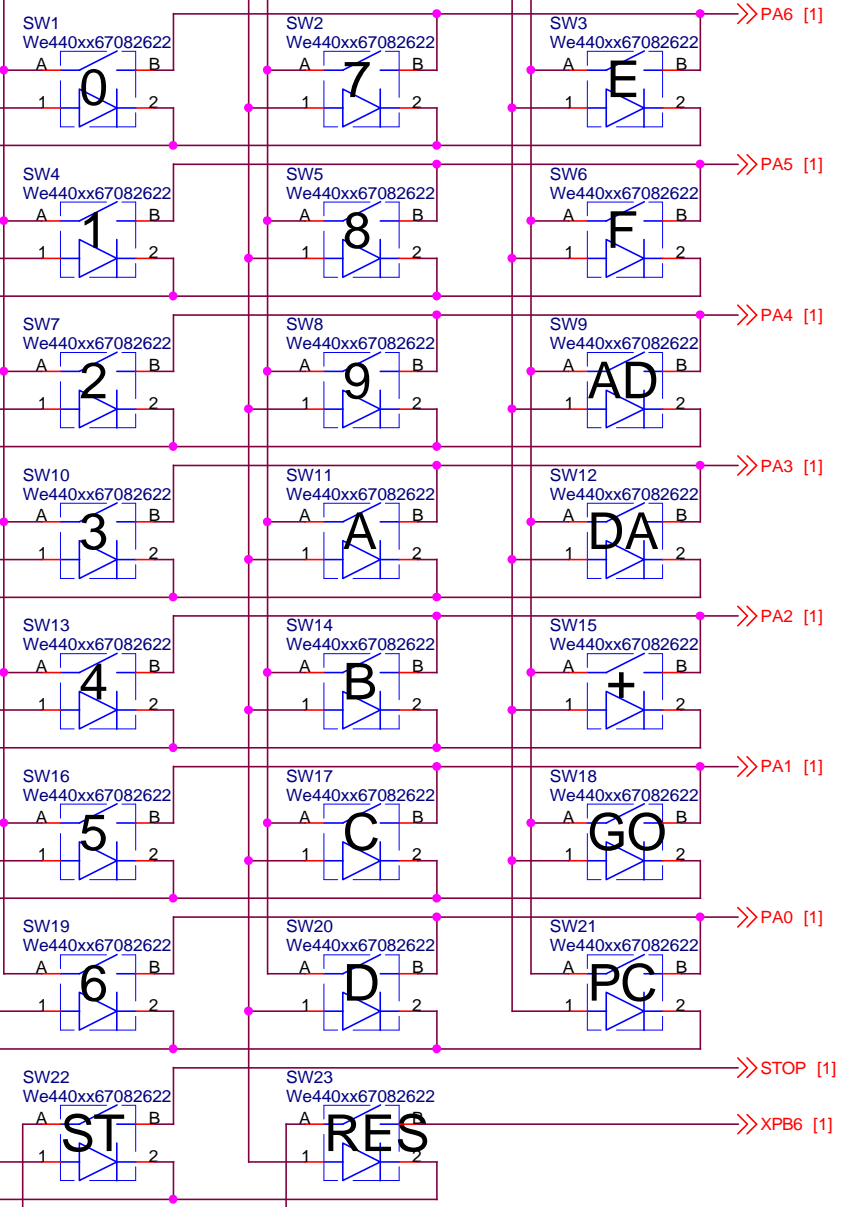 SW1 SW2 SW3 PA6 [1]
We440xx67082622 We440xx67082622 We440xx67082622
A 0 B A 7 B A E B
1 2 1 2 1 2
SW4 SW5 SW6 PA5 [1]
We440xx67082622 We440xx67082622 We440xx67082622
A 1 B A 8 B A F B
1 2 1 2 1 2
SW7 SW8 SW9 PA4 [1]
We440xx67082622 We440xx67082622 We440xx67082622
A 2 B A 9 B A AD B
1 2 1 2 1 2
SW10 SW11 SW12 PA3 [1]
We440xx67082622 We440xx67082622 We440xx67082622
A 3 B A A B A DA B
1 2 1 2 1 2
SW13 SW14 SW15 PA2 [1]
We440xx67082622 We440xx67082622 We440xx67082622
A 4 B A B B A + B
1 2 1 2 1 2
SW16 SW17 SW18 PA1 [1]
We440xx67082622 We440xx67082622 We440xx67082622
A 5 B A C B A GO B
1 2 1 2 1 2
SW19 SW20 SW21 PA0 [1]
We440xx67082622 We440xx67082622 We440xx67082622
A 6 B A D B A PC B
1 2 1 2 1 2
SW22 SW23 STOP [1]
We440xx67082622 We440xx67082622
A ST B A RES B XPB6 [1]
1 2 1 2